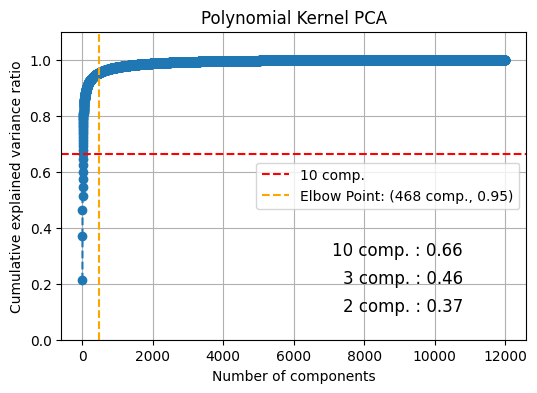 Polynomial Kernel PCA
Cumulative explained variance ratio
1.0
0.8
0.6
0.4
0.2
0.0
10 comp.
Elbow Point: (468 comp., 0.95)
10 comp. : 0.66
3 comp. : 0.46
2 comp. : 0.37
0 2000 4000 6000 8000 10000 12000
Number of components